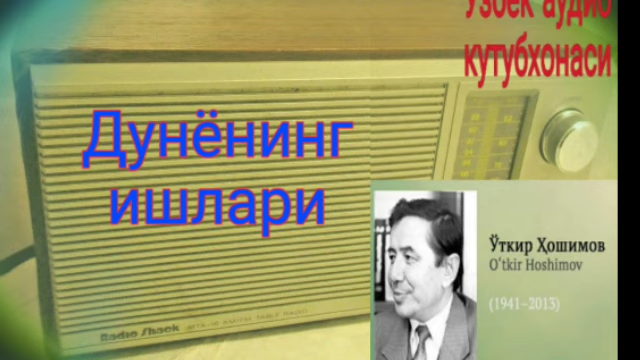 Ўзбек аудио
кутубхонаси
Дунёнинг
ишлари
Ўткир Ҳошимов
O'tkir Hoshimov
(1941–2013)
Radio Shack